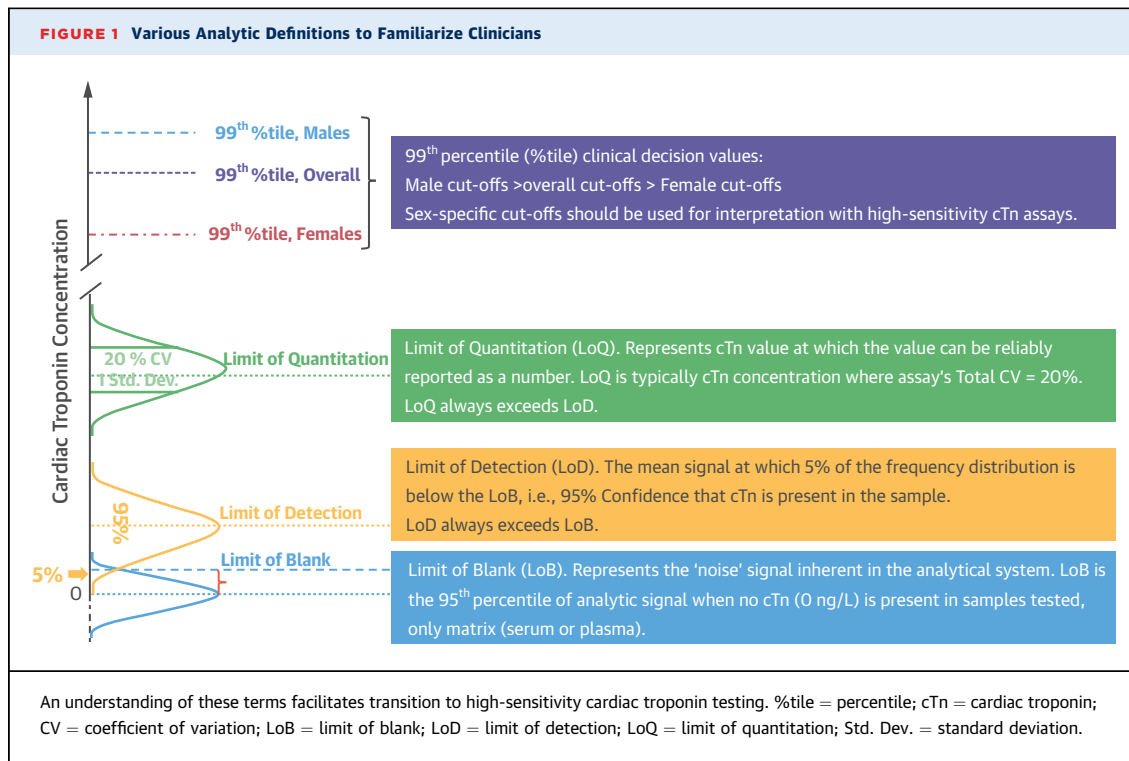 FIGURE 1 Various Analytic Definitions to Familiarize Clinicians
Cardiac Troponin Concentration
99th %tile, Males
99th %tile, Overall
99th %tile, Females
99th percentile (%tile) clinical decision values:
Male cut-offs >overall cut-offs > Female cut-offs
Sex-specific cut-offs should be used for interpretation with high-sensitivity cTn assays.
20 % CV
1 Std. Dev.
Limit of Quantitation
Limit of Quantitation (LoQ). Represents cTn value at which the value can be reliably
reported as a number. LoQ is typically cTn concentration where assay's Total CV = 20%.
LoQ always exceeds LoD.
95%
Limit of Detection
Limit of Detection (LoD). The mean signal at which 5% of the frequency distribution is
below the LoB, i.e., 95% Confidence that cTn is present in the sample.
LoD always exceeds LoB.
Limit of Blank
5%
0
Limit of Blank (LoB). Represents the 'noise' signal inherent in the analytical system. LoB is
the 95th percentile of analytic signal when no cTn (0 ng/L) is present in samples tested,
only matrix (serum or plasma).
An understanding of these terms facilitates transition to high-sensitivity cardiac troponin testing. %tile = percentile; cTn = cardiac troponin;
CV = coefficient of variation; LoB = limit of blank; LoD = limit of detection; LoQ = limit of quantitation; Std. Dev. = standard deviation.